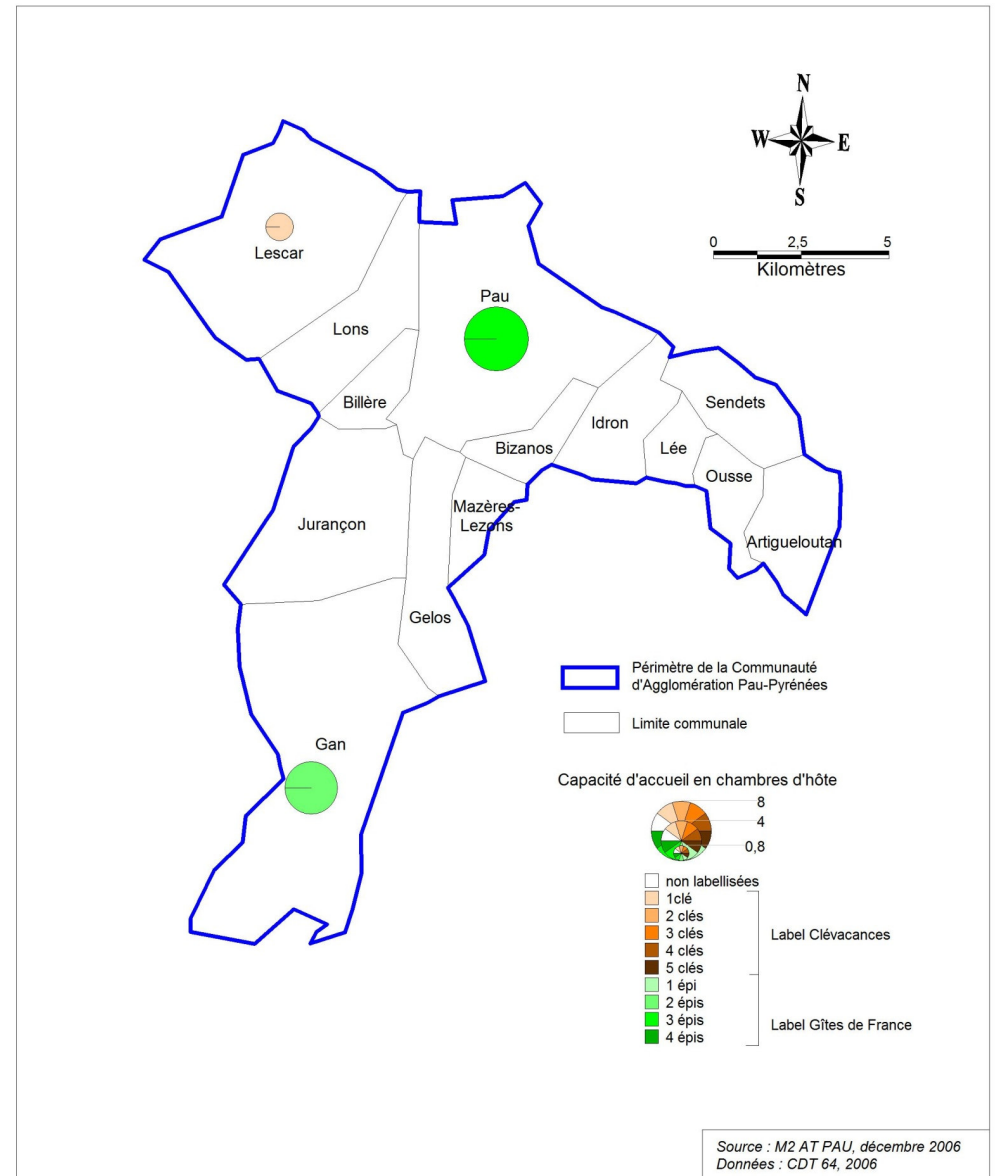 N
W E
S
0 2,5 5
Kilomètres
Lescar
Pau
Lons
Billère
Sendets
Idron
Bizanos
Lée
Ousse
Mazères-
Lezons
Jurançon
Artigueloutan
Gelos
Périmètre de la Communauté
d'Agglomération Pau-Pyrénées
Limite communale
Gan
Capacité d'accueil en chambres d'hôte
8
4
0,8
non labellisées
1clé
2 clés
3 clés
4 clés
5 clés
Label Clévacances
1 épi
2 épis
3 épis
4 épis
Label Gîtes de France
Source : M2 AT PAU, décembre 2006
Données : CDT 64, 2006